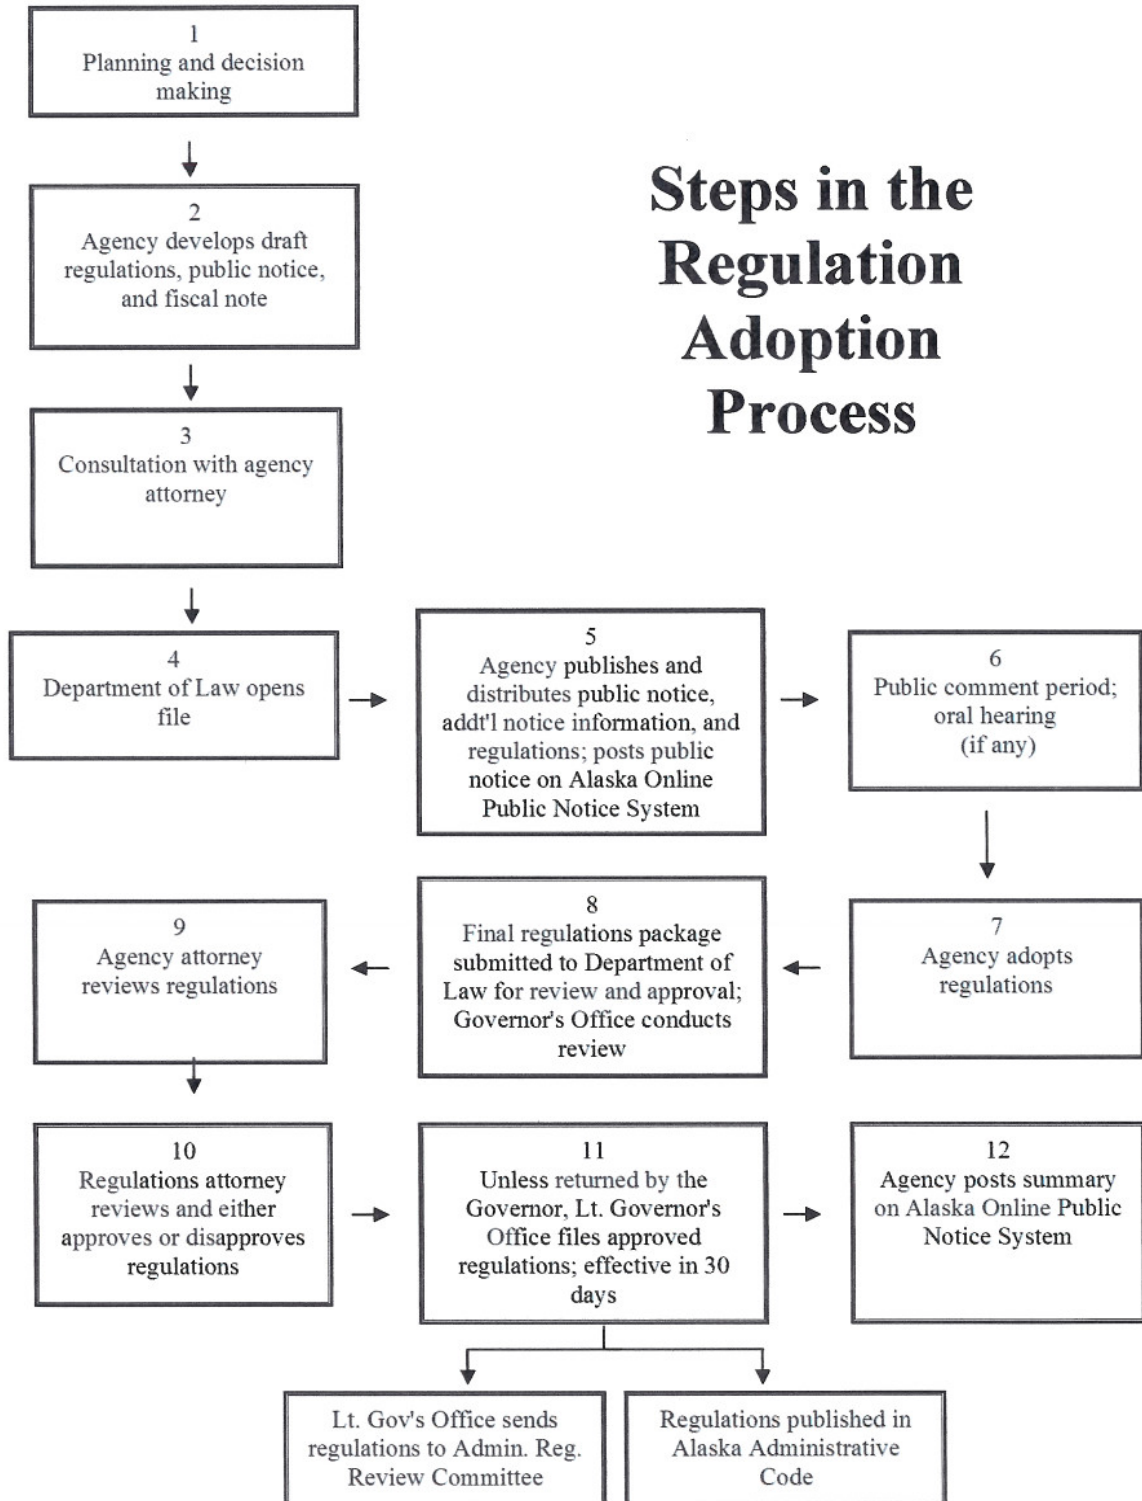 1
Planning and decision
making
Steps in the
Regulation
Adoption
Process
2
Agency develops draft
regulations, public notice,
and fiscal note
3
Consultation with agency
attorney
4
Department of Law opens
file
5
Agency publishes and
distributes public notice,
addt'l notice information, and
regulations; posts public
notice on Alaska Online
Public Notice System
6
Public comment period;
oral hearing
(if any)
7
Agency adopts
regulations
8
Final regulations package
submitted to Department of
Law for review and approval;
Governor's Office conducts
review
9
Agency attorney
reviews regulations
10
Regulations attorney
reviews and either
approves or disapproves
regulations
11
Unless returned by the
Governor, Lt. Governor's
Office files approved
regulations; effective in 30
days
12
Agency posts summary
on Alaska Online Public
Notice System
Lt. Gov's Office sends
regulations to Admin. Reg.
Review Committee
Regulations published in
Alaska Administrative
Code